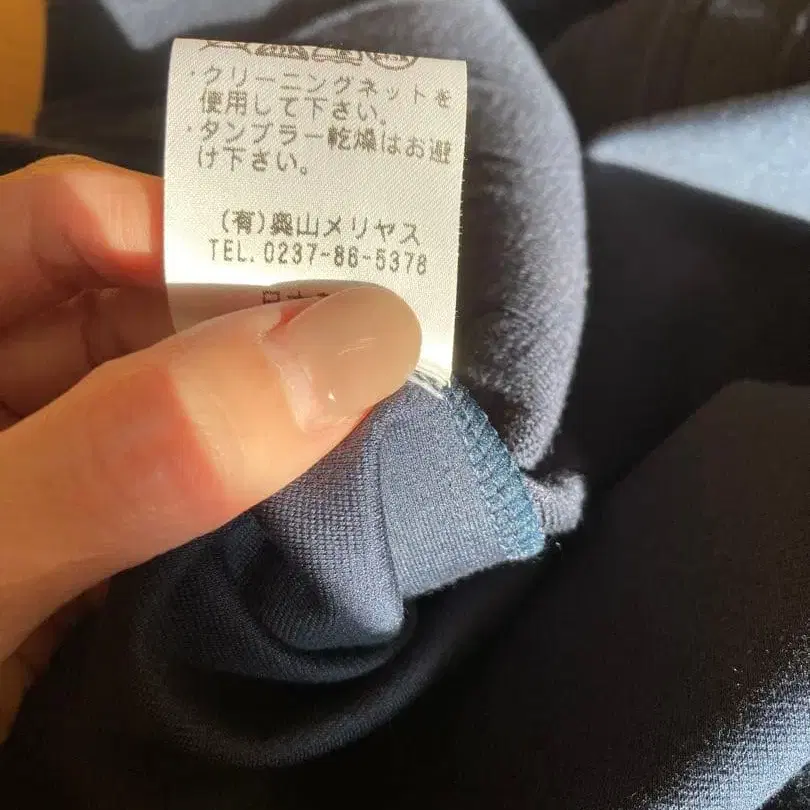 ・クリーニングネットを
使用して下さい。
・タンブラー乾燥はお避
け下さい。
(有)奥山メリヤス
TEL.0237-86-5378